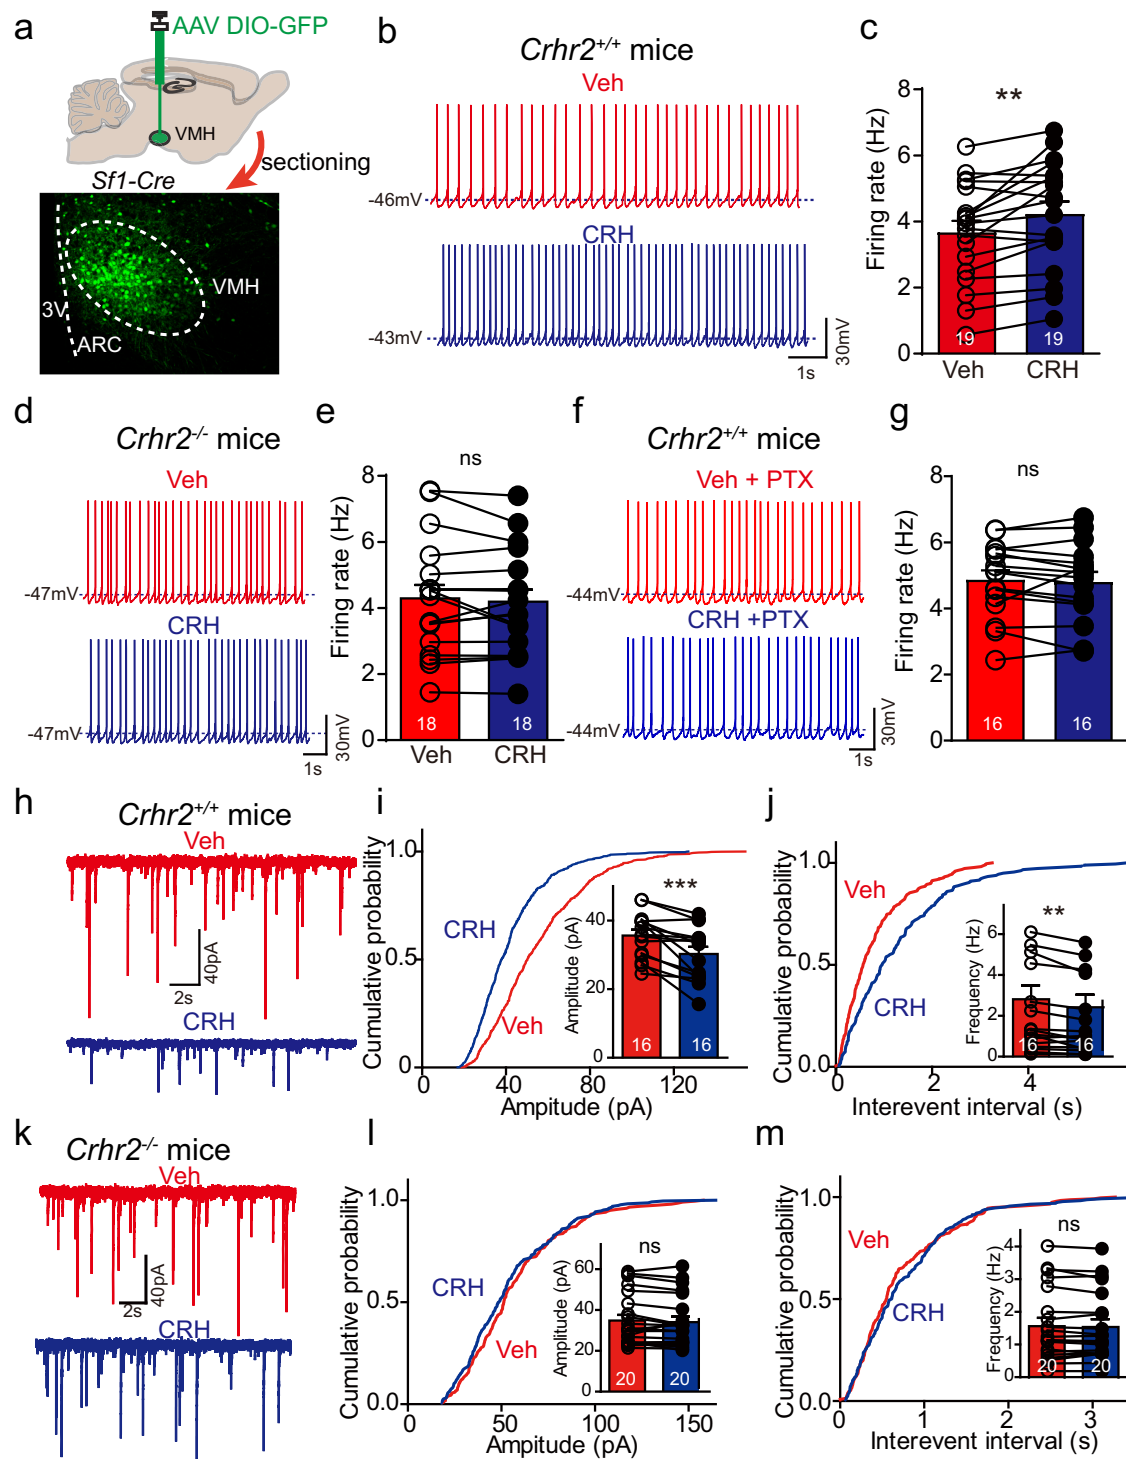 a
AAV DIO-GFP
VMH
sectioning
Sf1-Cre
VMH
3V
ARC
b
Crhr2+/+ mice
Veh
-46mV
CRH
-43mV
30mV
1s
c
**
Firing rate (Hz)
8
6
4
2
0
19
19
Veh
CRH
d
Crhr2-/- mice
Veh
-47mV
CRH
-47mV
30mV
1s
e
ns
Firing rate (Hz)
8
6
4
2
0
18
18
Veh
CRH
f
Crhr2+/+ mice
Veh + PTX
-44mV
CRH +PTX
-44mV
30mV
1s
g
ns
Firing rate (Hz)
8
6
4
2
0
16
16
h
Crhr2+/+ mice
Veh
40pA
2s
CRH
i
Cumulative probability
1.0
0.5
0
CRH
Veh
0
40
80
120
Ampitude (pA)
***
Amplitude (pA)
40
20
0
16
16
j
Cumulative probability
1.0
0.5
0.0
Veh
CRH
0
2
4
Interevent interval (s)
**
Frequency (Hz)
6
4
2
0
16
16
k
Crhr2-/- mice
Veh
40pA
2s
CRH
l
Cumulative probability
1.0
0.5
0.0
CRH
Veh
0
50
100
150
Amplitude (pA)
ns
Amplitude (pA)
60
40
20
0
20
20
m
Cumulative probability
1.0
0.5
0.0
Veh
CRH
0
1
2
3
Interevent interval (s)
ns
Frequency (Hz)
4
3
2
1
0
20
20